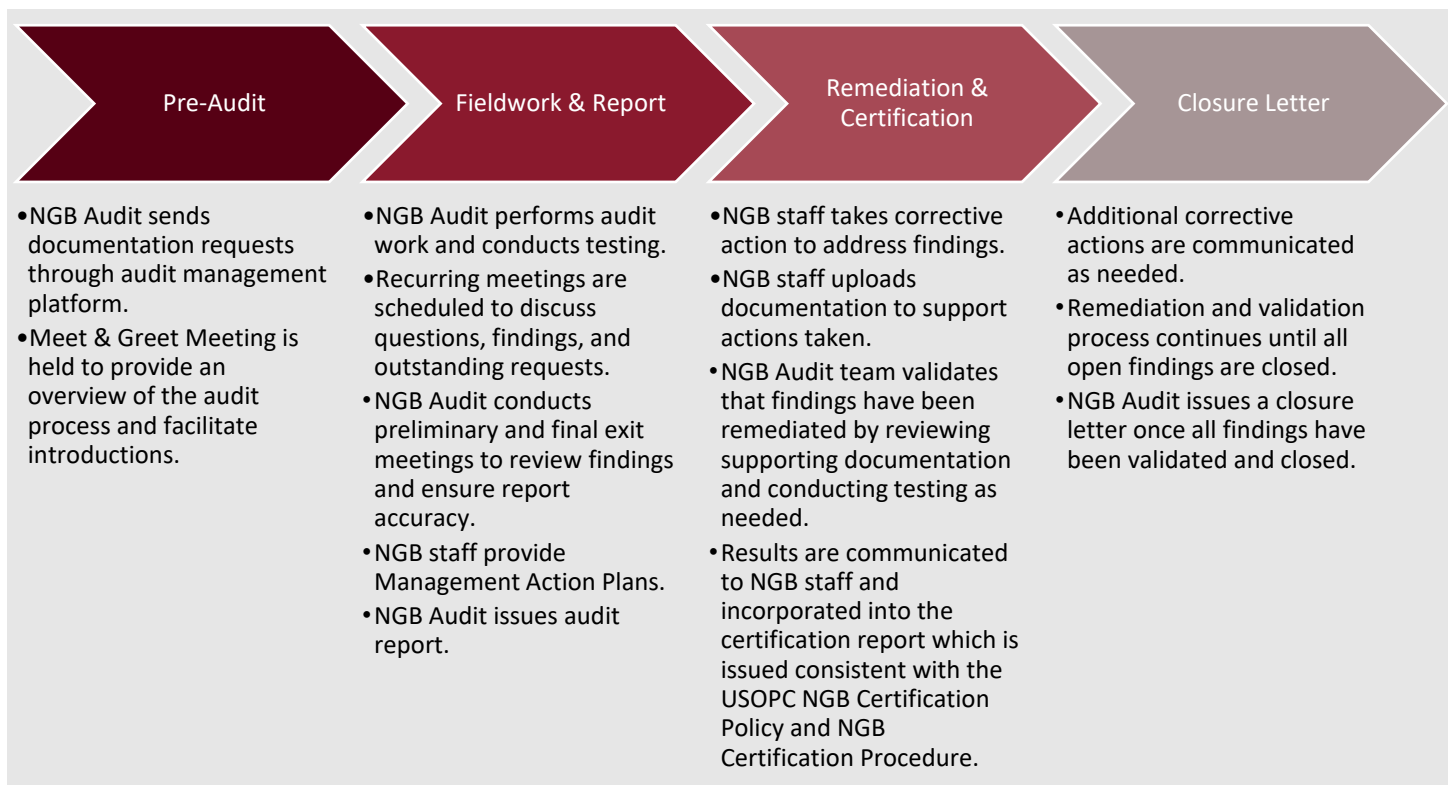 Pre-Audit
•NGB Audit sends
documentation requests
through audit management
platform.
•Meet & Greet Meeting is
held to provide an
overview of the audit
process and facilitate
introductions.
Fieldwork & Report
•NGB Audit performs audit
work and conducts testing.
•Recurring meetings are
scheduled to discuss
questions, findings, and
outstanding requests.
•NGB Audit conducts
preliminary and final exit
meetings to review findings
and ensure report
accuracy.
•NGB staff provide
Management Action Plans.
•NGB Audit issues audit
report.
Remediation &
Certification
•NGB staff takes corrective
action to address findings.
•NGB staff uploads
documentation to support
actions taken.
•NGB Audit team validates
that findings have been
remediated by reviewing
supporting documentation
and conducting testing as
needed.
•Results are communicated
to NGB staff and
incorporated into the
certification report which is
issued consistent with the
USOPC NGB Certification
Policy and NGB
Certification Procedure.
Closure Letter
•Additional corrective
actions are communicated
as needed.
•Remediation and validation
process continues until all
open findings are closed.
•NGB Audit issues a closure
letter once all findings have
been validated and closed.